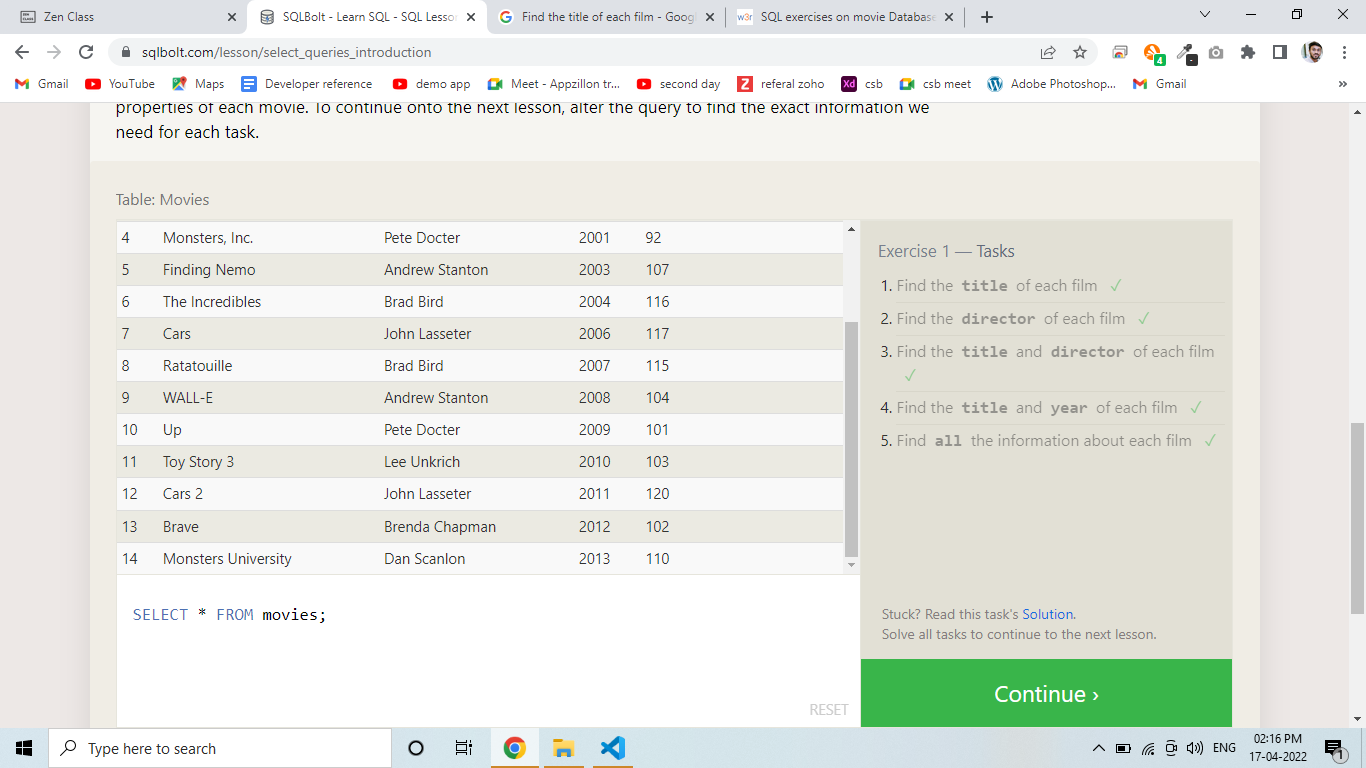 Zen Class
SQLBolt - Learn SQL - SQL Lesson
Find the title of each film - Goog
w3r SQL exercises on movie Database
sqlbolt.com/lesson/select_queries_introduction
4
Gmail YouTube Maps Developer reference demo app Meet - Appzillon tr... second day Z referal zoho Xd csb csb meet Adobe Photoshop... Gmail »
properties of each movie. To continue onto the next lesson, alter the query to find the exact information we
need for each task.
Table: Movies
4 Monsters, Inc. Pete Docter 2001 92
5 Finding Nemo Andrew Stanton 2003 107
6 The Incredibles Brad Bird 2004 116
7 Cars John Lasseter 2006 117
8 Ratatouille Brad Bird 2007 115
9 WALL-E Andrew Stanton 2008 104
10 Up Pete Docter 2009 101
11 Toy Story 3 Lee Unkrich 2010 103
12 Cars 2 John Lasseter 2011 120
13 Brave Brenda Chapman 2012 102
14 Monsters University Dan Scanlon 2013 110
SELECT * FROM movies;
RESET
Exercise 1 — Tasks
1. Find the title of each film ✓
2. Find the director of each film ✓
3. Find the title and director of each film
✓
4. Find the title and year of each film ✓
5. Find all the information about each film ✓
Stuck? Read this task's Solution.
Solve all tasks to continue to the next lesson.
Continue ›
Type here to search
ENG
02:16 PM
17-04-2022
1